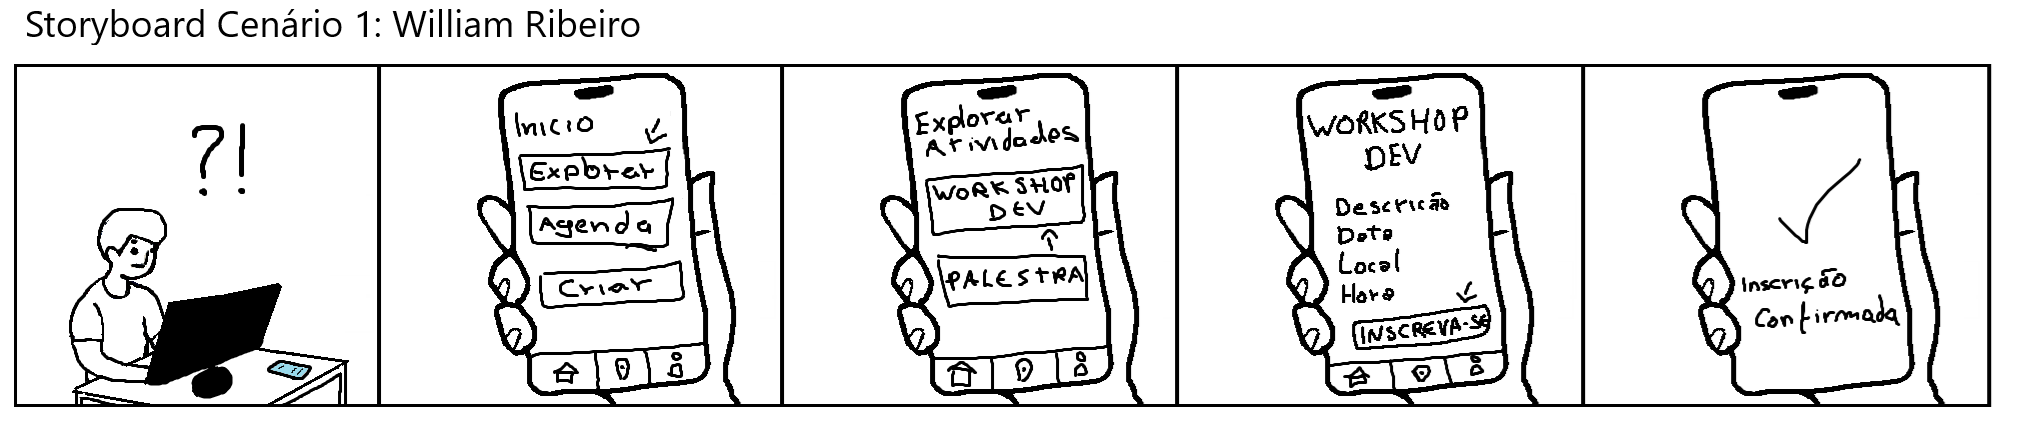 Storyboard Cenário 1: William Ribeiro
?!
Inicio
Explorar
Agenda
Criar
Explorar
Atividades
WORKSHOP
DEV
PALESTRA
WORKSHOP
DEV
Descrição
Data
Local
Hora
INSCREVA-SE
Inscrição
Confirmada